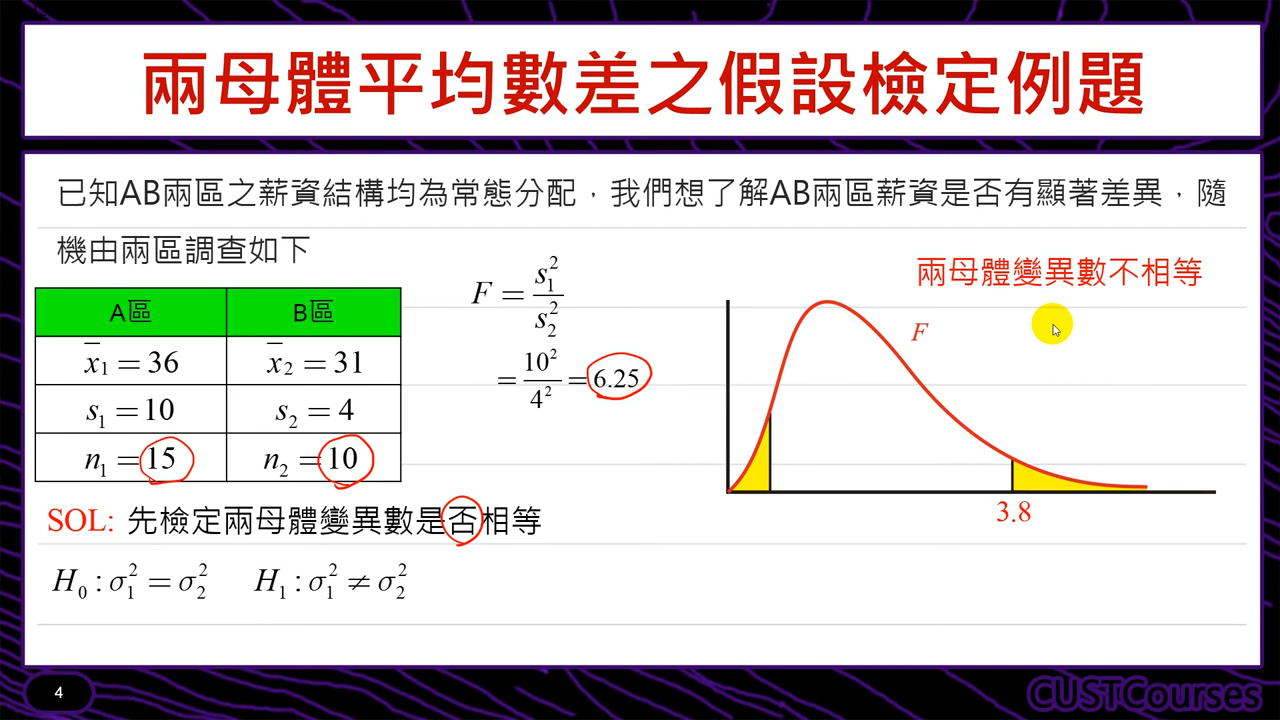 兩母體平均數差之假設檢定例題
已知AB兩區之薪資結構均為常態分配，我們想了解AB兩區薪資是否有顯著差異，隨
機由兩區調查如下
A區 B區
x̄₁ = 36 x̄₂ = 31
s₁ = 10 s₂ = 4
n₁ = 15 n₂ = 10
F = s₁²/s₂²
= 10²/4² = 6.25
兩母體變異數不相等
F
3.8
SOL: 先檢定兩母體變異數是否相等
H₀ : σ₁² = σ₂² H₁ : σ₁² ≠ σ₂²
4
CUSTCourses